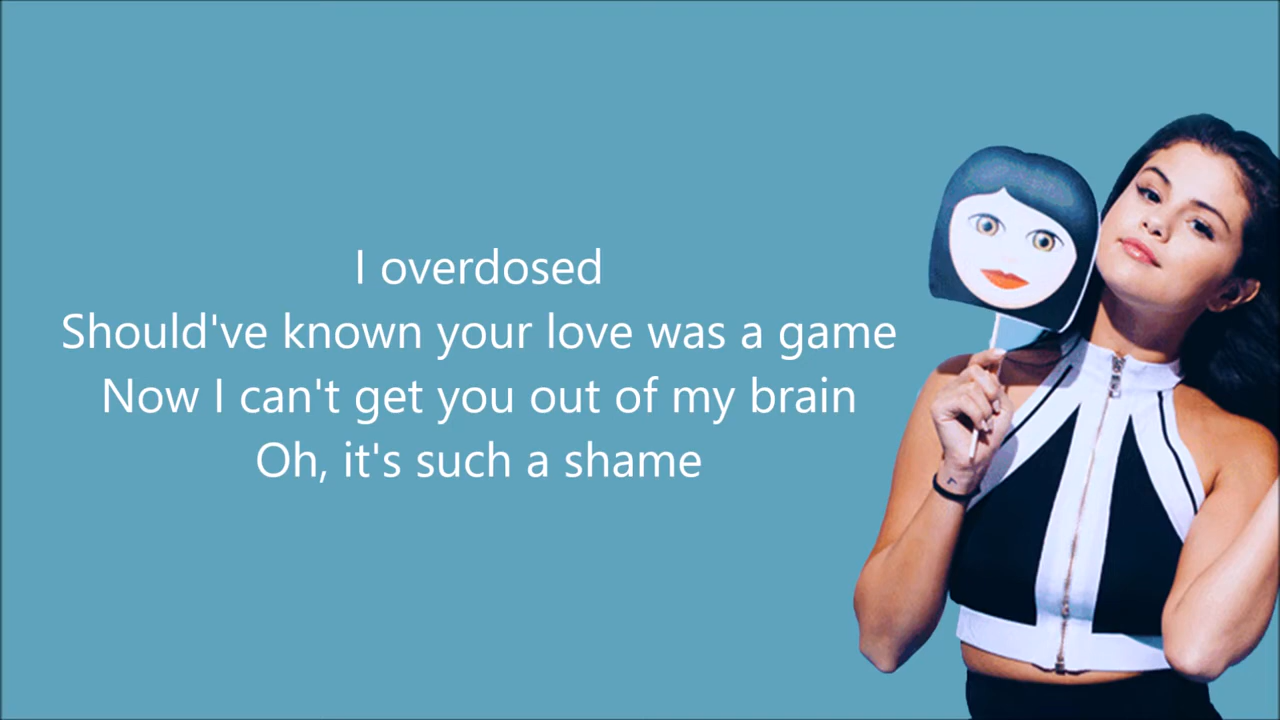 I overdosed
Should've known your love was a game
Now I can't get you out of my brain
Oh, it's such a shame